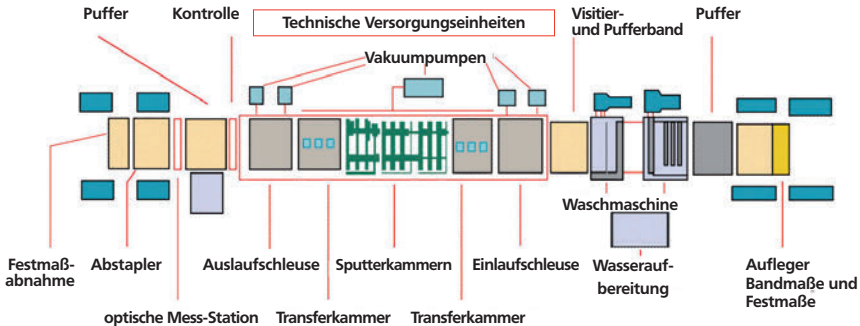 Puffer
Kontrolle
Technische Versorgungseinheiten
Visitier-
und Pufferband
Puffer
Vakuumpumpen
Waschmaschine
Festmaß-
abnahme
Abstapler
Auslaufschleuse
Sputterkammern
Einlaufschleuse
Wasserauf-
bereitung
Aufleger
Bandmaße und
Festmaße
optische Mess-Station
Transferkammer
Transferkammer